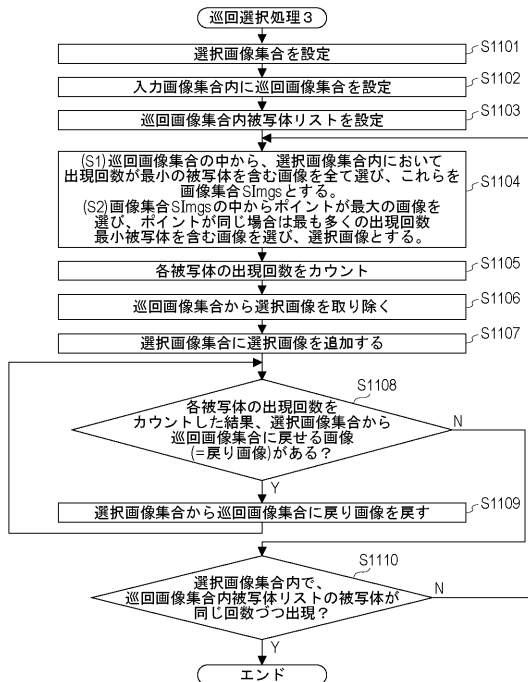 巡回選択処理3
選択画像集合を設定
S1101
入力画像集合内に巡回画像集合を設定
S1102
巡回画像集合内被写体リストを設定
S1103
(S1)巡回画像集合の中から、選択画像集合内において
出現回数が最小の被写体を含む画像を全て選び、これらを
画像集合SImgsとする。
(S2)画像集合SImgsの中からポイントが最大の画像を
選び、ポイントが同じ場合は最も多くの出現回数
最小被写体を含む画像を選び、選択画像とする。
S1104
各被写体の出現回数をカウント
S1105
巡回画像集合から選択画像を取り除く
S1106
選択画像集合に選択画像を追加する
S1107
S1108
各被写体の出現回数を
カウントした結果、選択画像集合から
巡回画像集合に戻せる画像
(=戻り画像)がある?
N
Y
選択画像集合から巡回画像集合に戻り画像を戻す
S1109
S1110
選択画像集合内で、
巡回画像集合内被写体リストの被写体が
同じ回数づつ出現?
N
Y
エンド